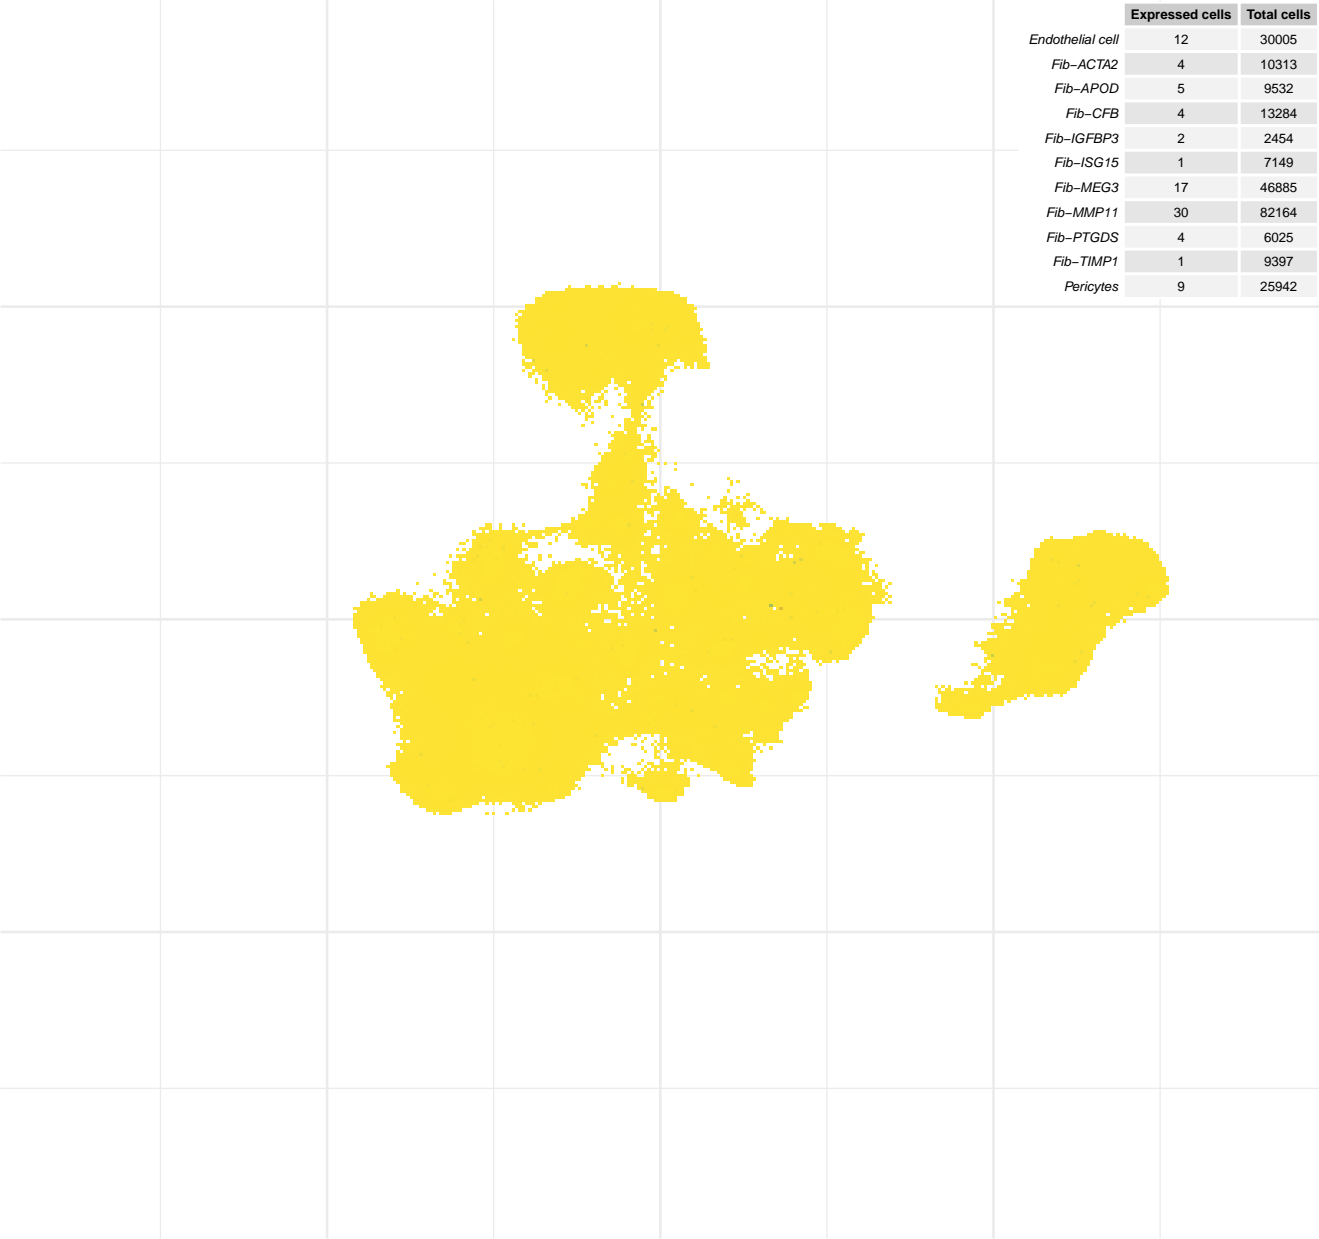 Expressed cells Total cells
Endothelial cell 12 30005
Fib−ACTA2 4 10313
Fib−APOD 5 9532
Fib−CFB 4 13284
Fib−IGFBP3 2 2454
Fib−ISG15 1 7149
Fib−MEG3 17 46885
Fib−MMP11 30 82164
Fib−PTGDS 4 6025
Fib−TIMP1 1 9397
Pericytes 9 25942